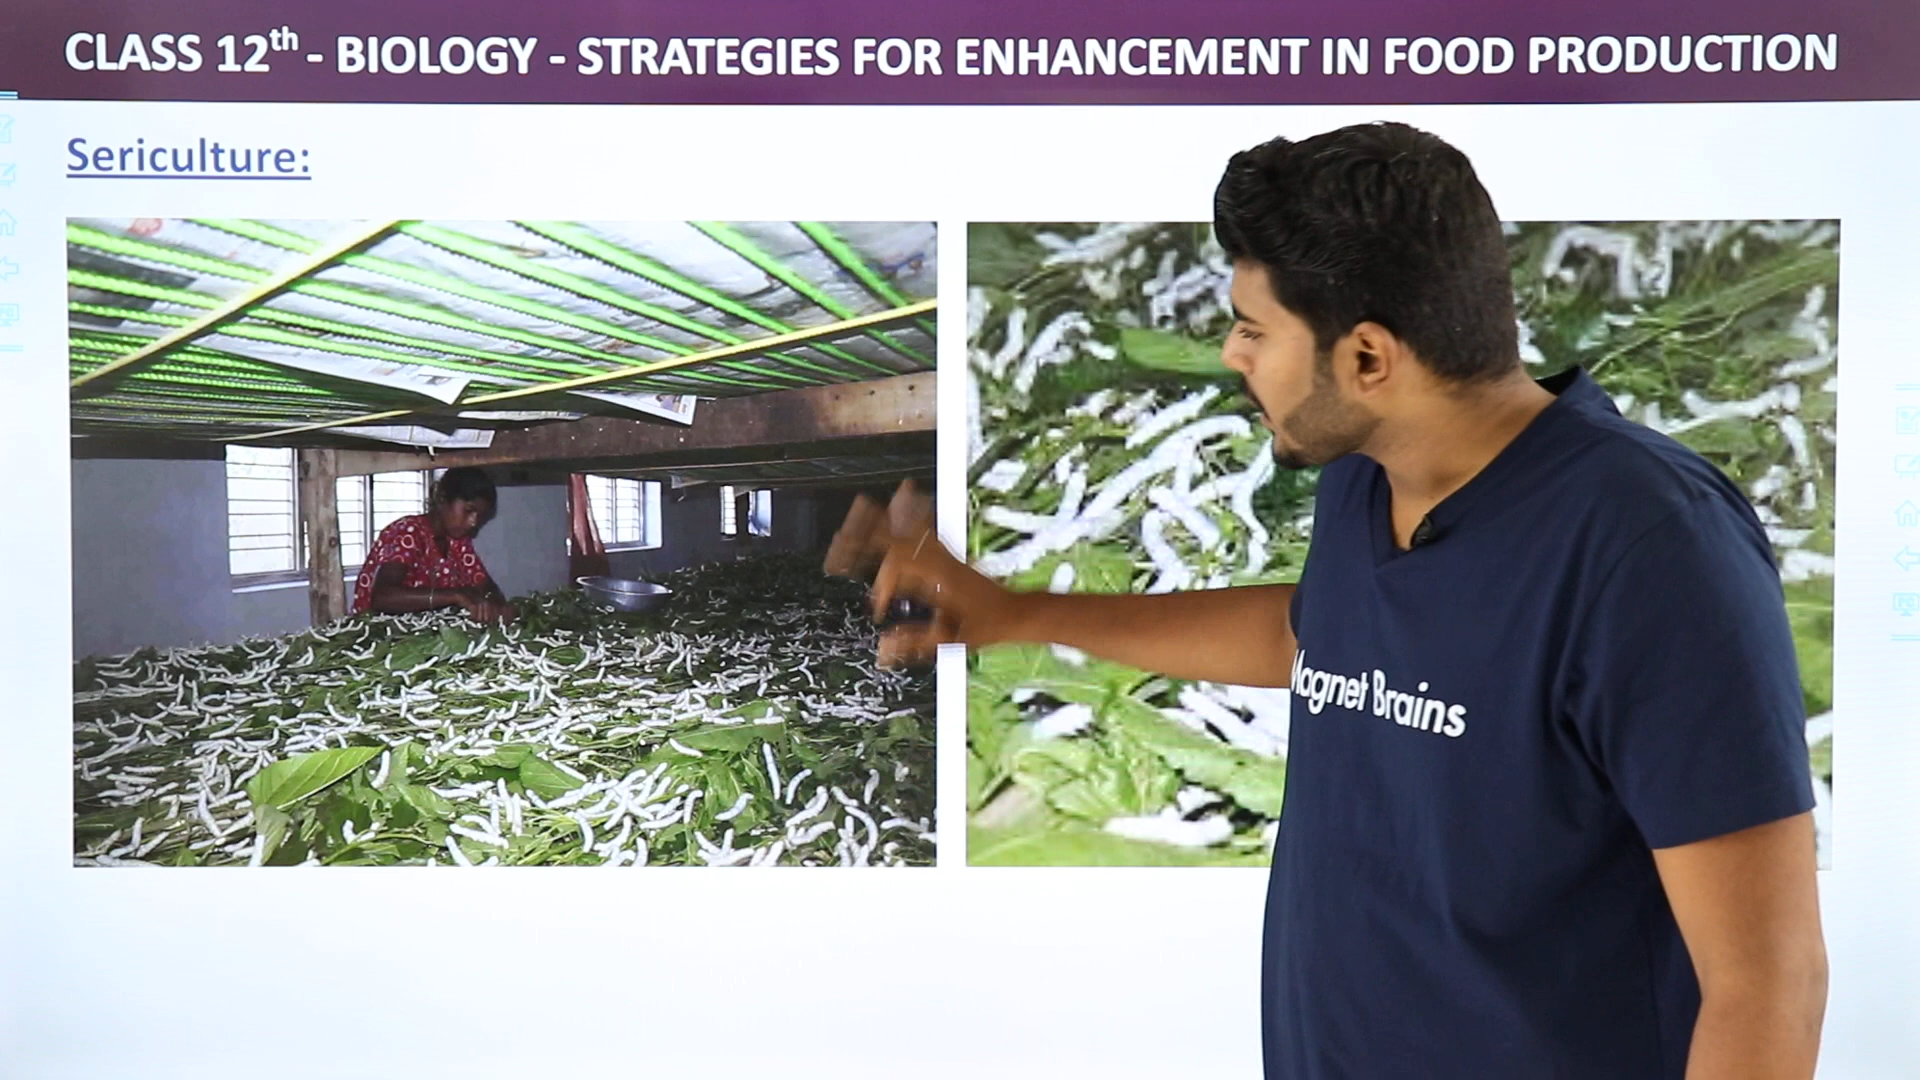 CLASS 12th - BIOLOGY - STRATEGIES FOR ENHANCEMENT IN FOOD PRODUCTION
Sericulture:
Magnet Brains